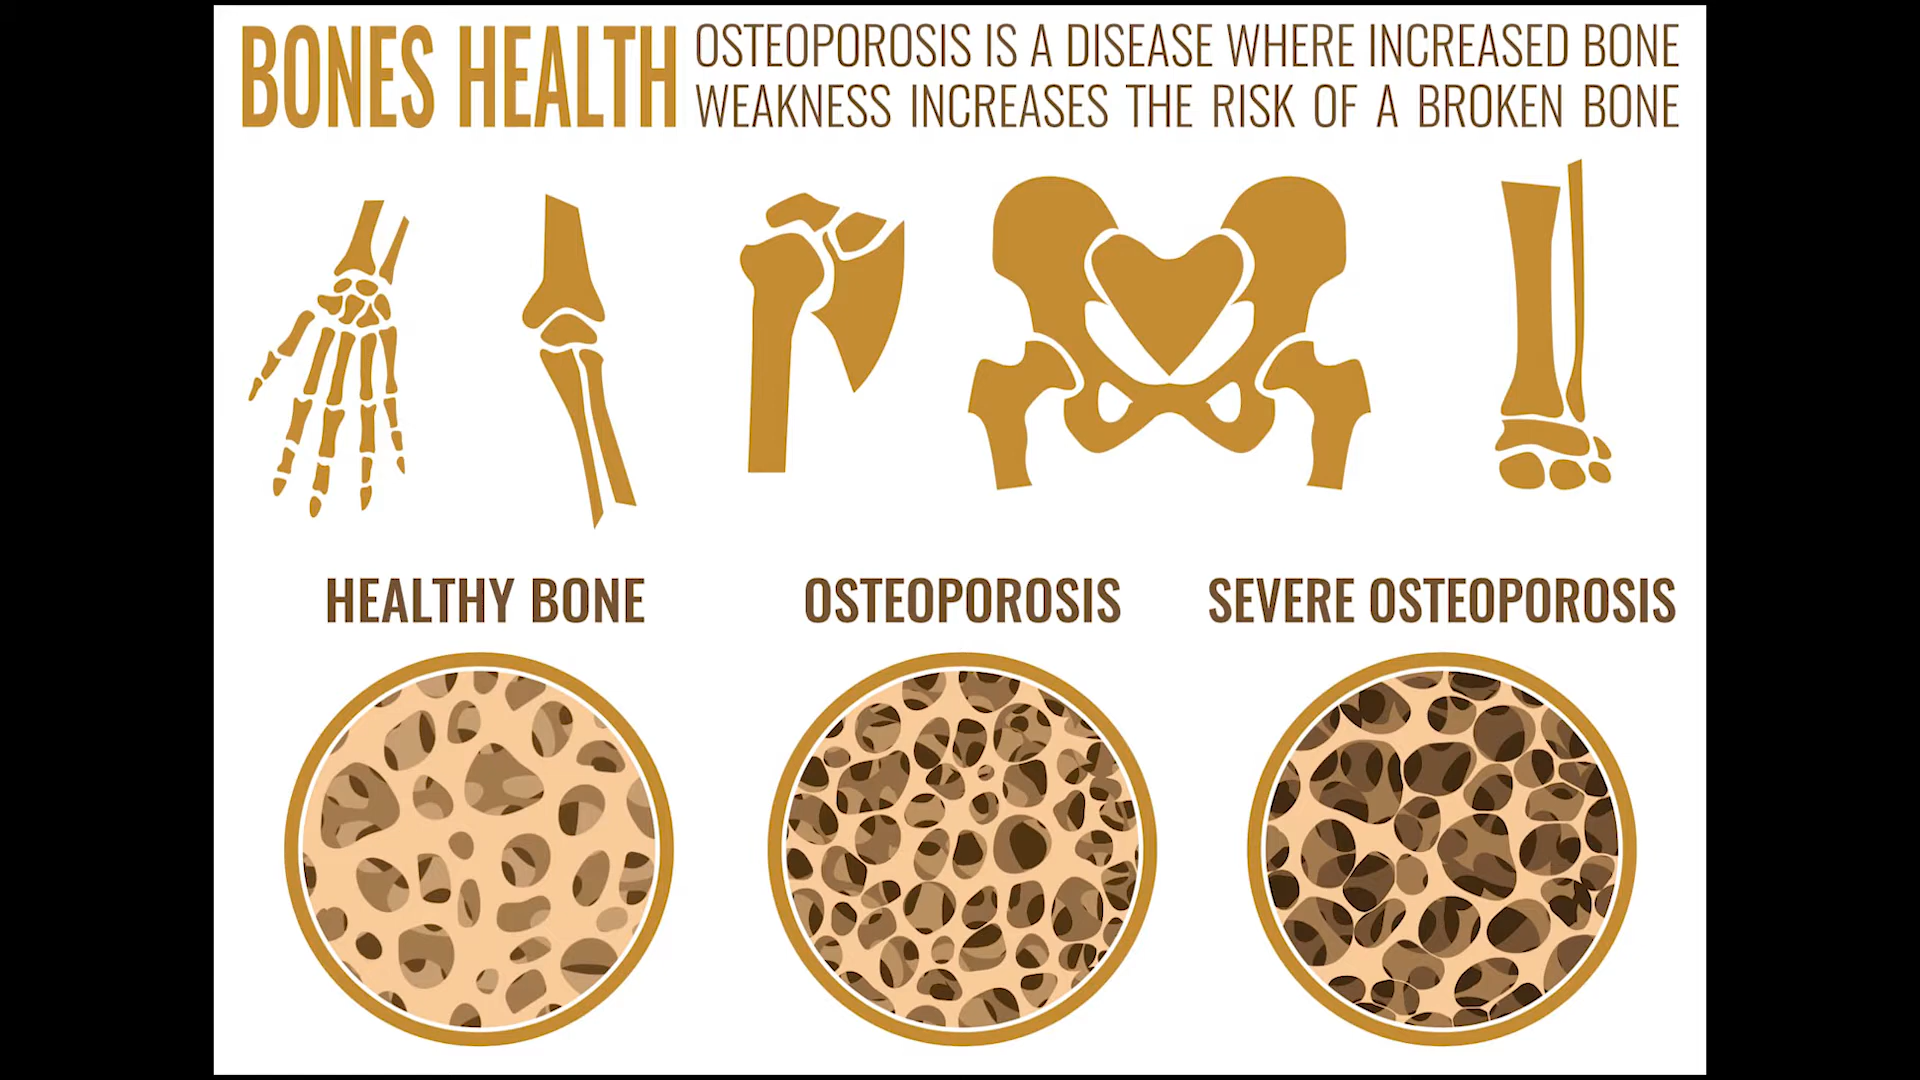 BONES HEALTH
OSTEOPOROSIS IS A DISEASE WHERE INCREASED BONE
WEAKNESS INCREASES THE RISK OF A BROKEN BONE
HEALTHY BONE
OSTEOPOROSIS
SEVERE OSTEOPOROSIS